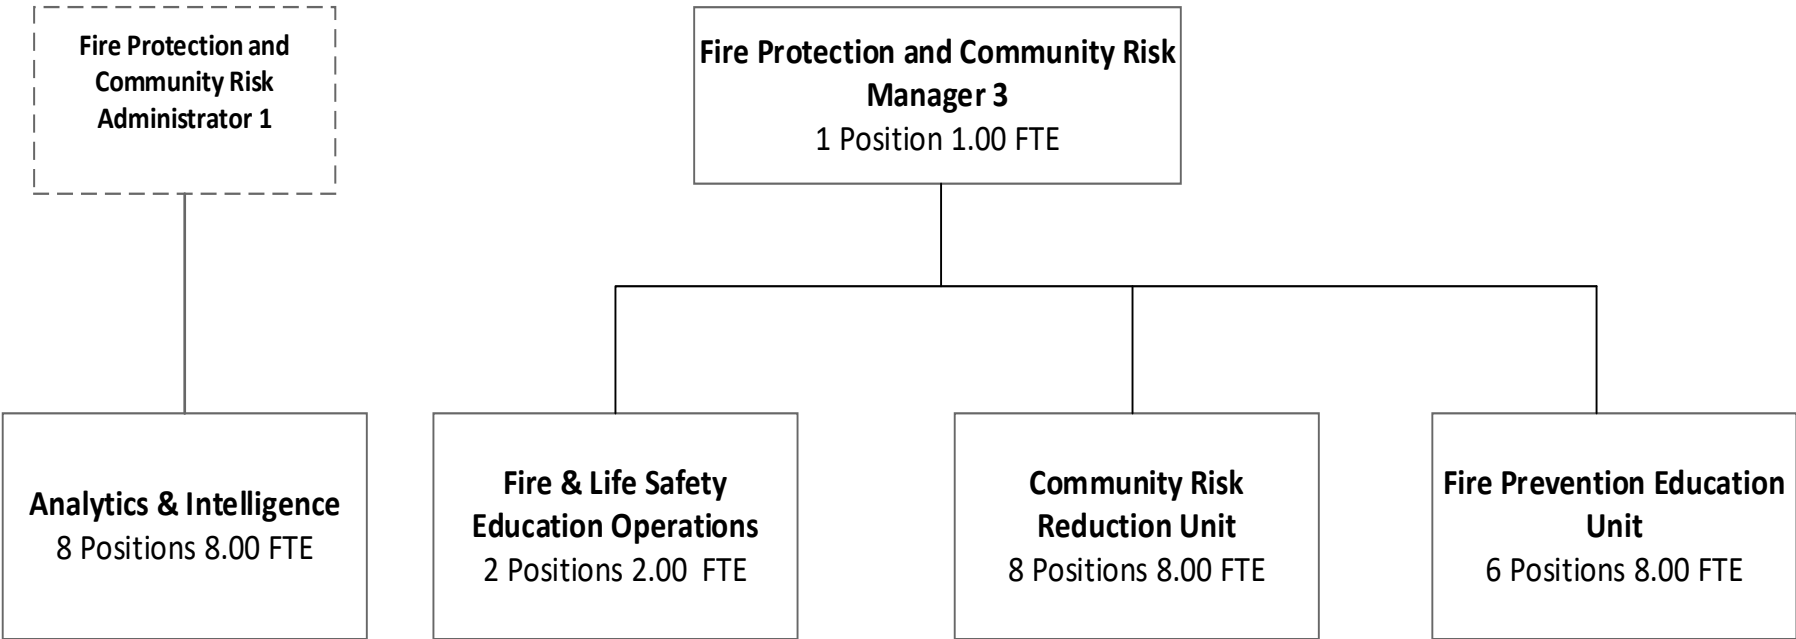 Fire Protection and
Community Risk
Administrator 1
Fire Protection and Community Risk
Manager 3
1 Position 1.00 FTE
Analytics & Intelligence
8 Positions 8.00 FTE
Fire & Life Safety
Education Operations
2 Positions 2.00 FTE
Community Risk
Reduction Unit
8 Positions 8.00 FTE
Fire Prevention Education
Unit
6 Positions 8.00 FTE